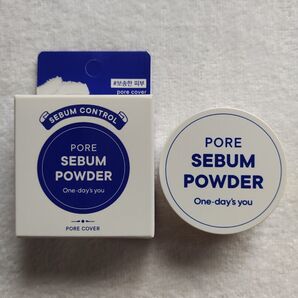 #보송한 피부
pore cover
SEBUM CONTROL
PORE
SEBUM
POWDER
One-day's you
PORE COVER
PORE
SEBUM
POWDER
One-day's you